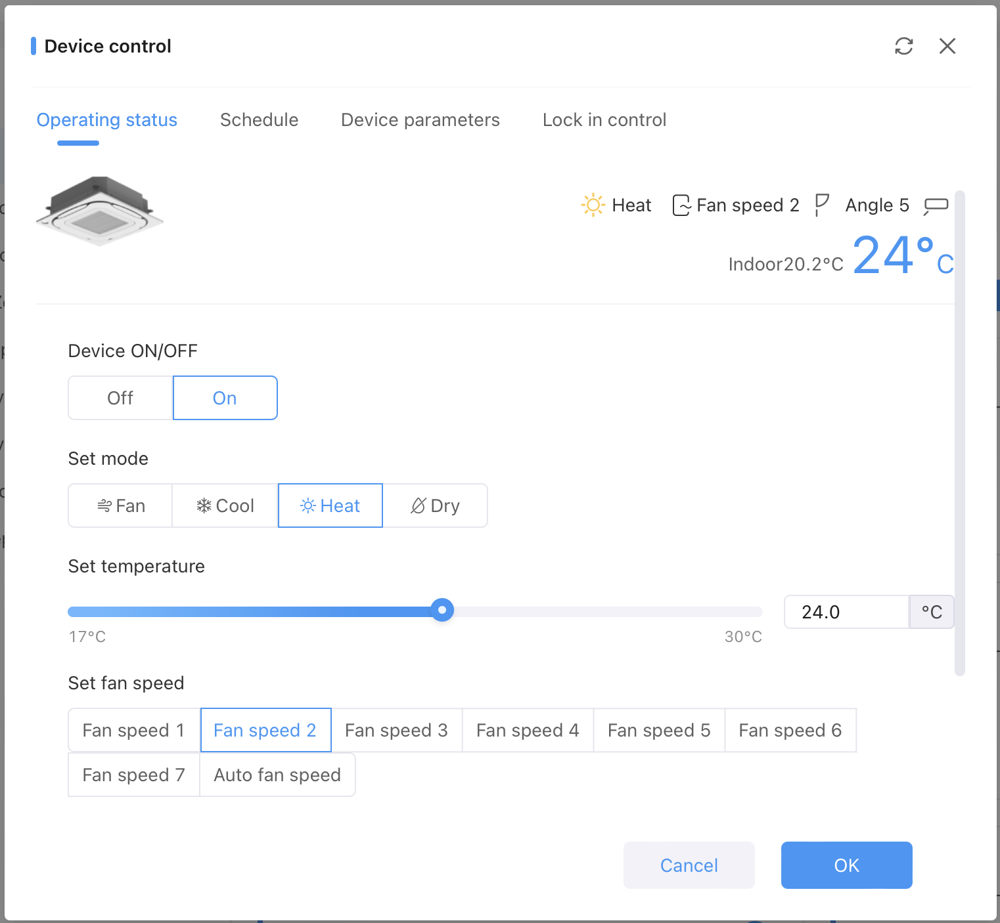 Device control
Operating status Schedule Device parameters Lock in control
Heat Fan speed 2 Angle 5
Indoor20.2°C 24°C
Device ON/OFF
Off On
Set mode
Fan Cool Heat Dry
Set temperature
24.0 °C
17°C 30°C
Set fan speed
Fan speed 1 Fan speed 2 Fan speed 3 Fan speed 4 Fan speed 5 Fan speed 6
Fan speed 7 Auto fan speed
Cancel OK